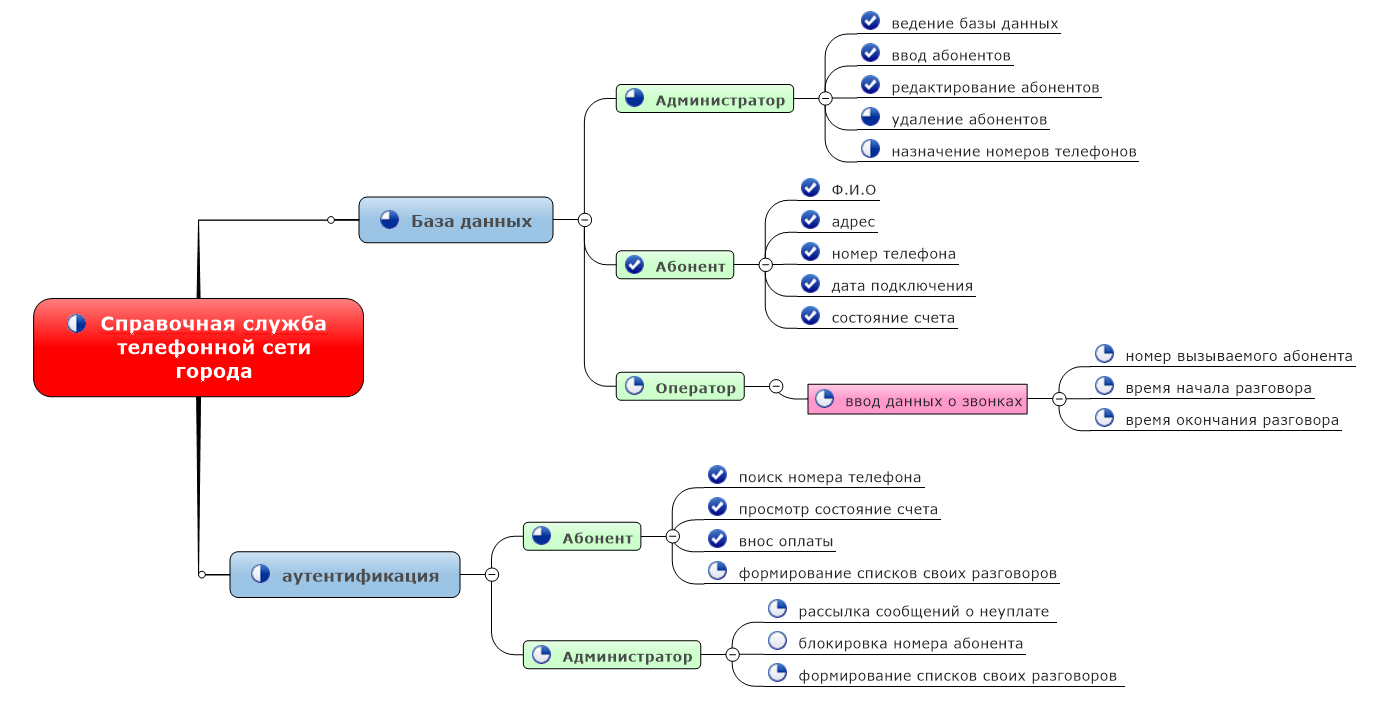 Справочная служба
телефонной сети
города
База данных
Администратор
ведение базы данных
ввод абонентов
редактирование абонентов
удаление абонентов
назначение номеров телефонов
Абонент
Ф.И.О
адрес
номер телефона
дата подключения
состояние счета
Оператор
ввод данных о звонках
номер вызываемого абонента
время начала разговора
время окончания разговора
аутентификация
Абонент
поиск номера телефона
просмотр состояние счета
внос оплаты
формирование списков своих разговоров
Администратор
рассылка сообщений о неуплате
блокировка номера абонента
формирование списков своих разговоров